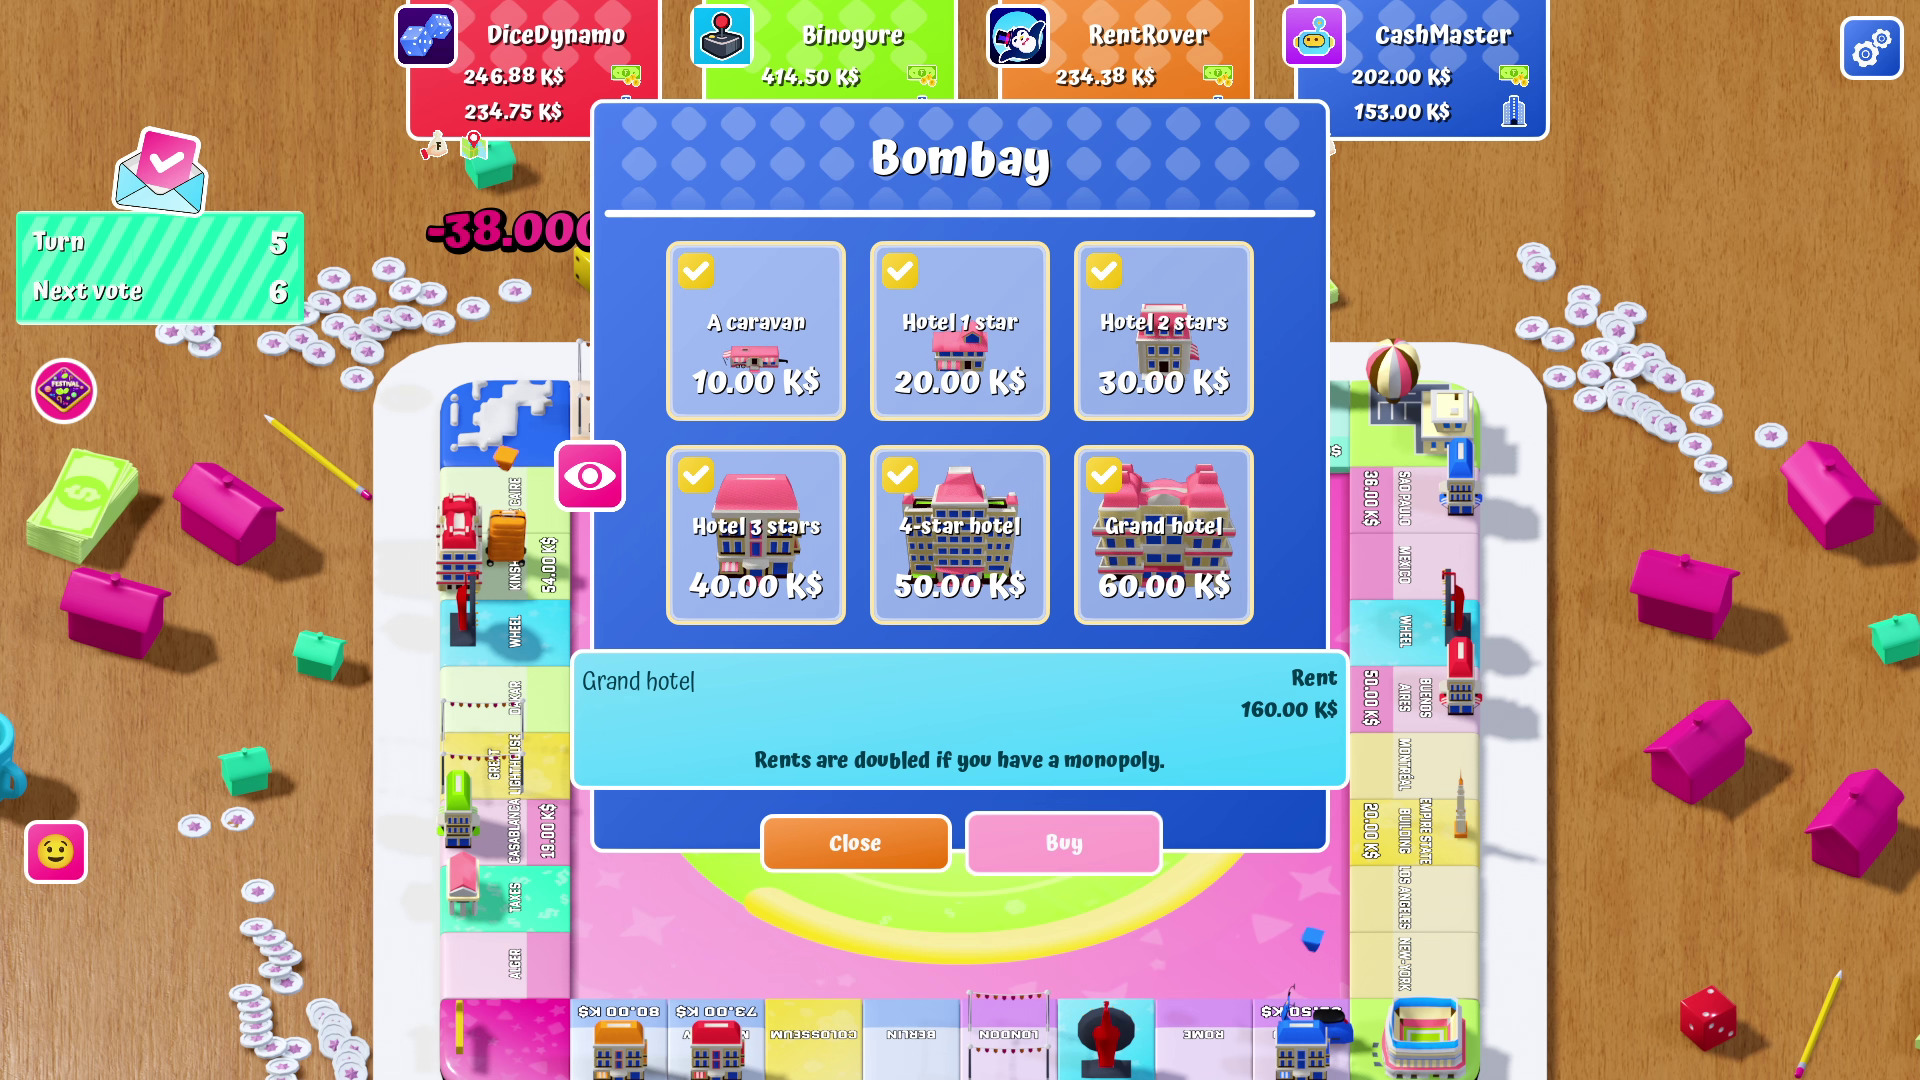 DiceDynamo
246.88 K$
234.75 K$
Binogure
414.50 K$
RentRover
234.38 K$
CashMaster
202.00 K$
153.00 K$
Turn 5
Next vote 6
-38.000
FESTIVAL
Bombay
A caravan
10.00 K$
Hotel 1 star
20.00 K$
Hotel 2 stars
30.00 K$
Hotel 3 stars
40.00 K$
4-star hotel
50.00 K$
Grand hotel
60.00 K$
Grand hotel
Rent
160.00 K$
Rents are doubled if you have a monopoly.
Close
Buy
CAIRE
54.00 K$
WHEEL
DAKAR
GREAT
LIGHTHOUSE
CASABLANCA
19.00 K$
TAXES
ALGER
80.00 K$
73.00 K$
COLOSSEUM
BERLIN
LONDON
ROME
SAO PAULO
36.00 K$
MEXICO
WHEEL
BUENOS
AIRES
50.00 K$
MONTRÉAL
EMPIRE STATE
BUILDING
20.00 K$
LOS ANGELES
NEW-YORK